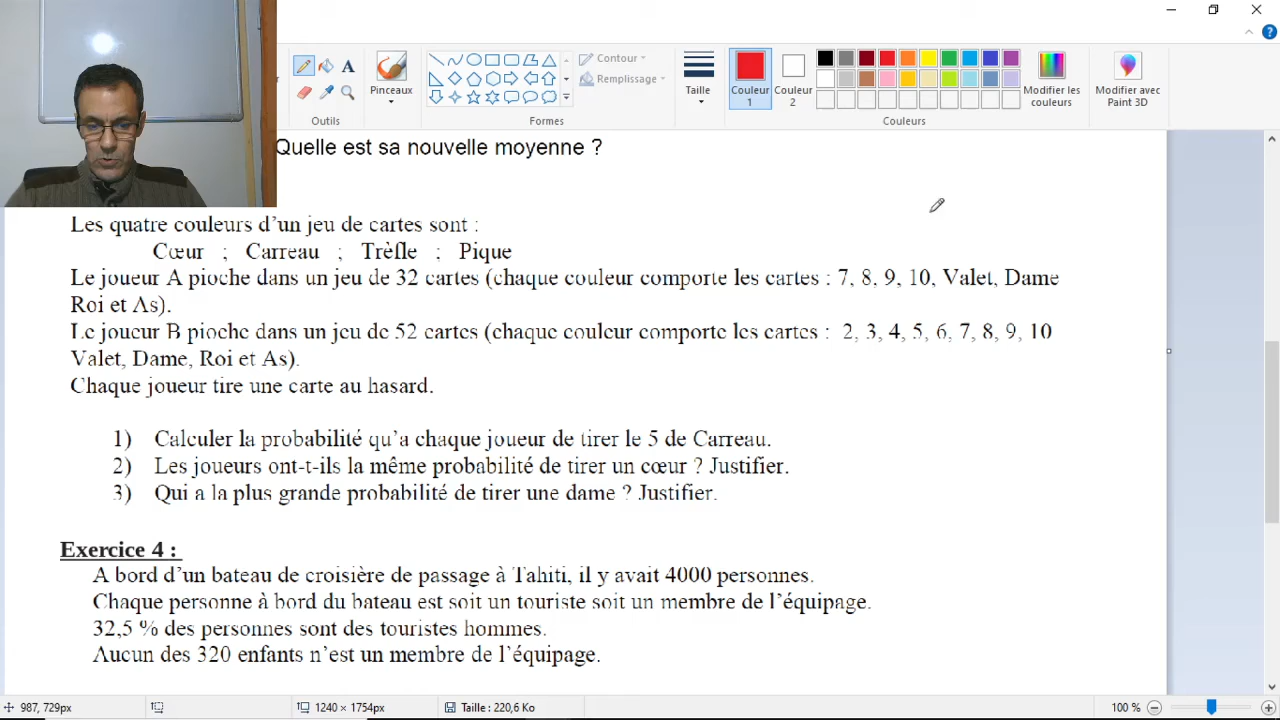 Contour
Remplissage
Pinceaux
Taille
Couleur
1
Couleur
2
Modifier les
couleurs
Modifier avec
Paint 3D
Outils
Formes
Couleurs
Quelle est sa nouvelle moyenne ?
Les quatre couleurs d'un jeu de cartes sont :
Cœur ; Carreau ; Trèfle ; Pique
Le joueur A pioche dans un jeu de 32 cartes (chaque couleur comporte les cartes : 7, 8, 9, 10, Valet, Dame
Roi et As).
Le joueur B pioche dans un jeu de 52 cartes (chaque couleur comporte les cartes : 2, 3, 4, 5, 6, 7, 8, 9, 10
Valet, Dame, Roi et As).
Chaque joueur tire une carte au hasard.
1) Calculer la probabilité qu'a chaque joueur de tirer le 5 de Carreau.
2) Les joueurs ont-t-ils la même probabilité de tirer un cœur ? Justifier.
3) Qui a la plus grande probabilité de tirer une dame ? Justifier.
Exercice 4 :
A bord d'un bateau de croisière de passage à Tahiti, il y avait 4000 personnes.
Chaque personne à bord du bateau est soit un touriste soit un membre de l'équipage.
32,5 % des personnes sont des touristes hommes.
Aucun des 320 enfants n'est un membre de l'équipage.
987, 729px
1240 × 1754px
Taille : 220,6 Ko
100 %